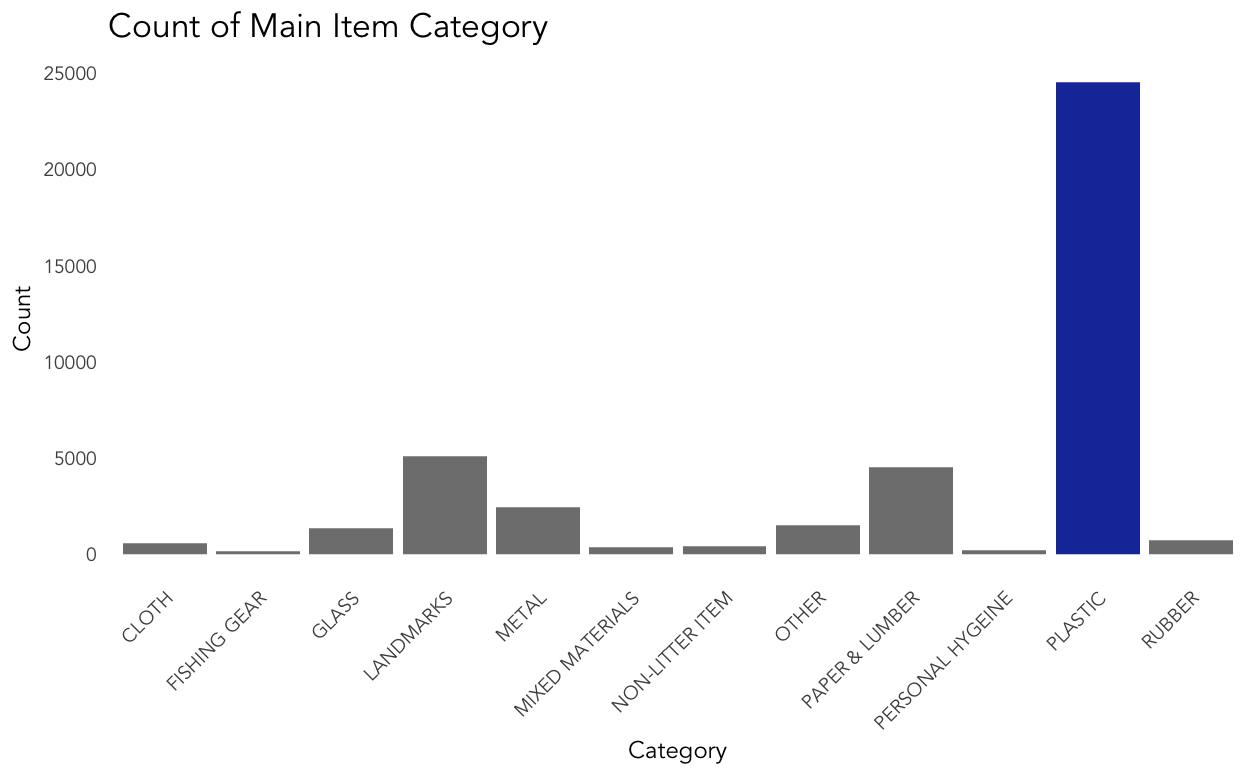 Count of Main Item Category
25000
20000
15000
10000
5000
0
Count
CLOTH
FISHING GEAR
GLASS
LANDMARKS
METAL
MIXED MATERIALS
NON-LITTER ITEM
OTHER
PAPER & LUMBER
PERSONAL HYGEINE
PLASTIC
RUBBER
Category